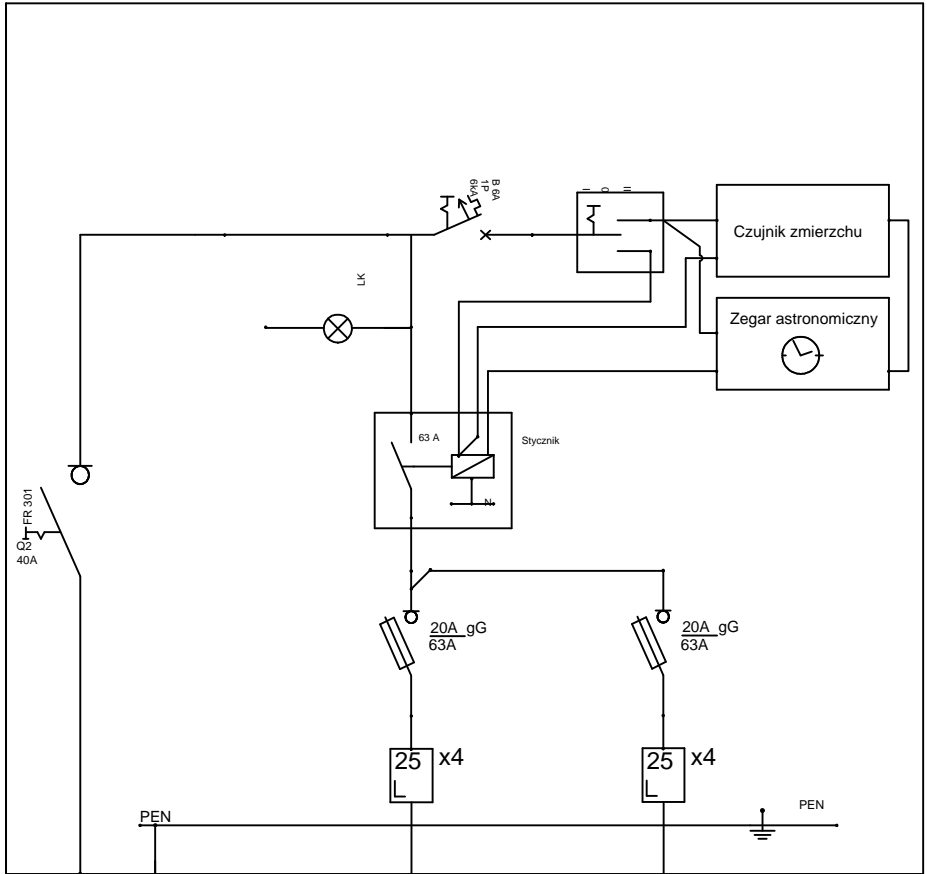 B 6A
1P
6kA
I 0 II
Czujnik zmierzchu
LK
Zegar astronomiczny
63 A
Stycznik
N
FR 301
Q2
40A
20A gG
63A
20A gG
63A
25 x4
25 x4
PEN
PEN